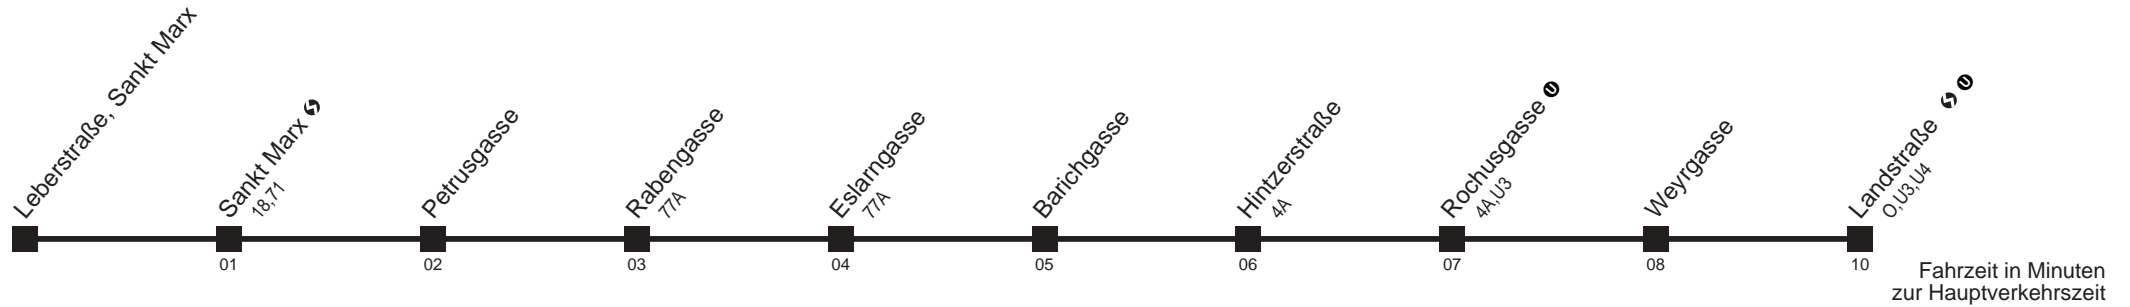 Leberstraße, Sankt Marx
Sankt Marx S
18,71
Petrusgasse
Rabengasse
77A
Eslarngasse
77A
Barichgasse
Hintzerstraße
4A
Rochusgasse U
4A,U3
Weyrgasse
Landstraße S U
O,U3,U4
01
02
03
04
05
06
07
08
10
Fahrzeit in Minuten
zur Hauptverkehrszeit